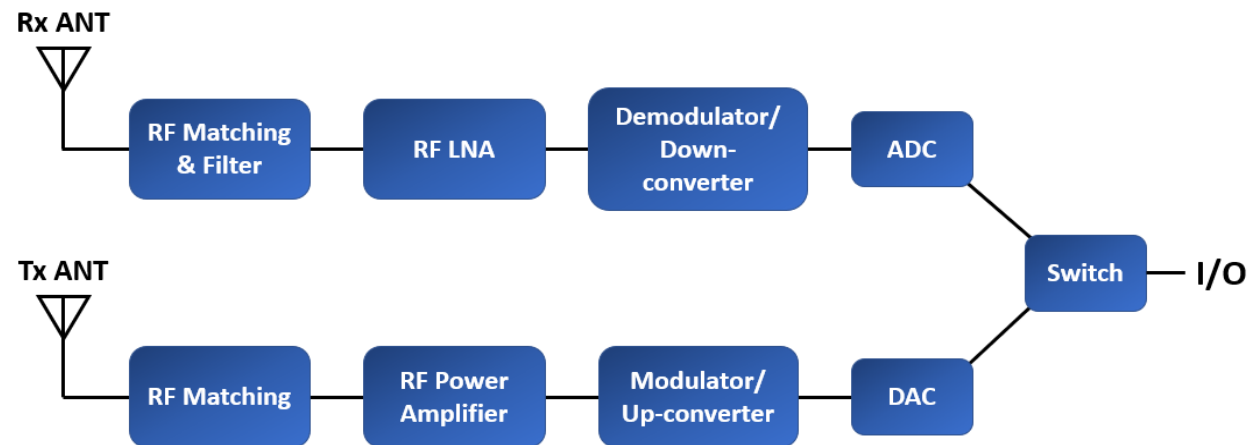 Rx ANT
RF Matching
& Filter
RF LNA
Demodulator/
Down-
converter
ADC
Switch
I/O
Tx ANT
RF Matching
RF Power
Amplifier
Modulator/
Up-converter
DAC